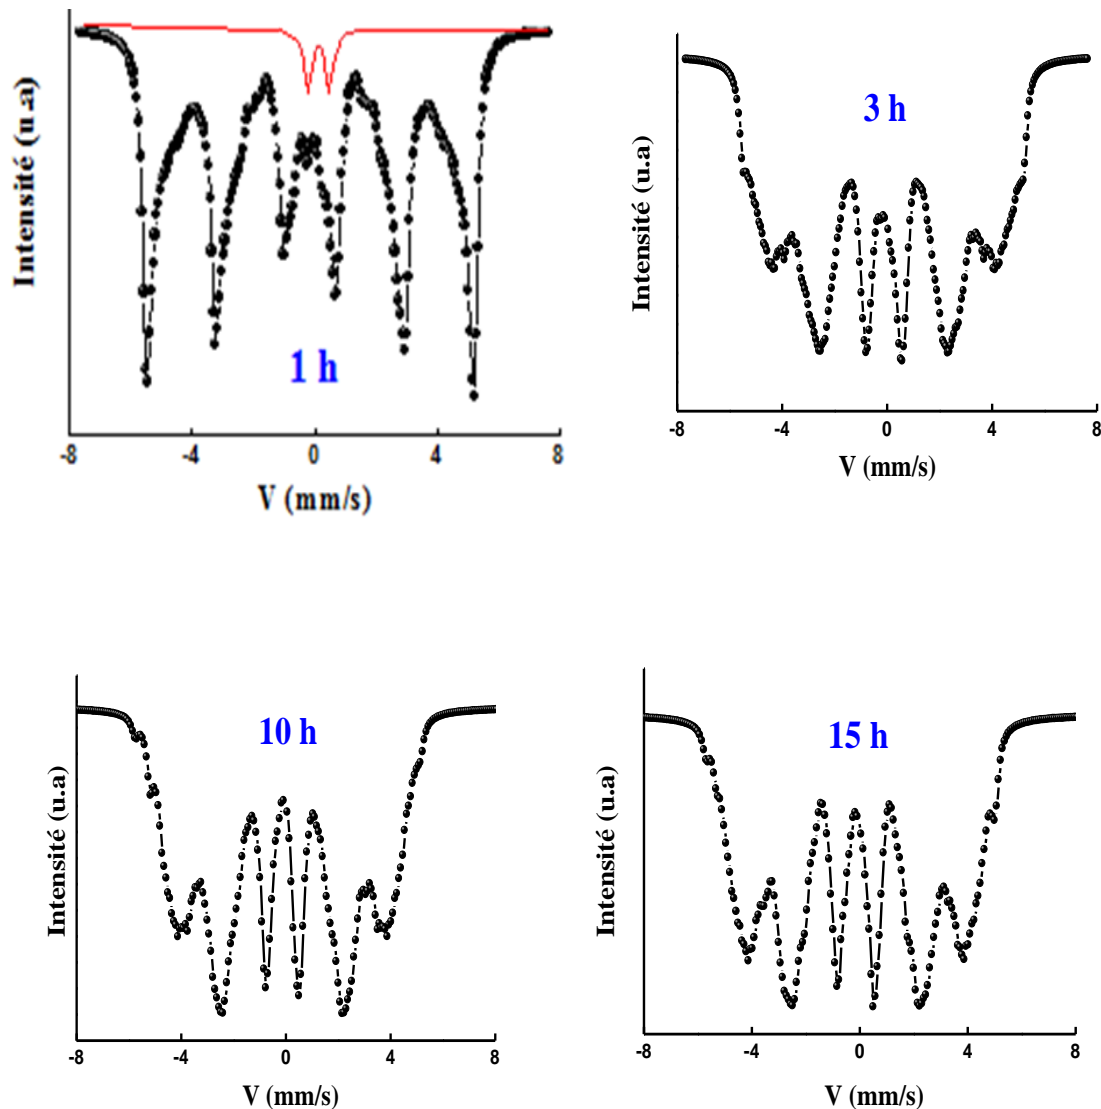 Intensité (u.a)
1 h
-8 -4 0 4 8
V (mm/s)
Intensité (u.a)
3 h
-8 -4 0 4 8
V (mm/s)
Intensité (u.a)
10 h
-8 -4 0 4 8
V (mm/s)
Intensité (u.a)
15 h
-8 -4 0 4 8
V (mm/s)